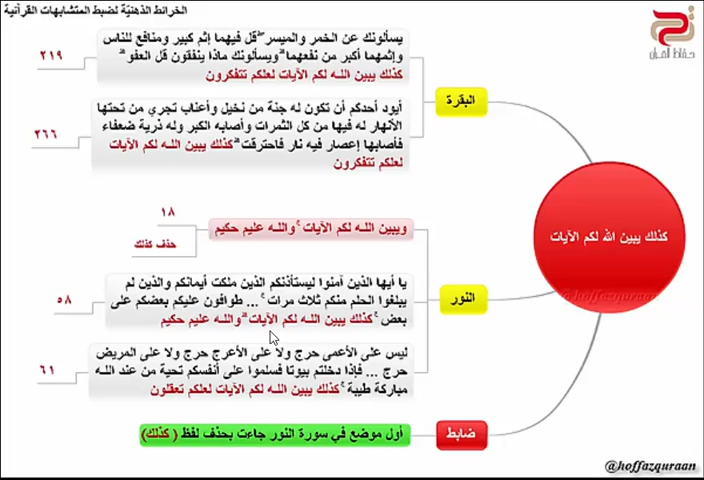 الخرائط الذهنيّة لضبط المتشابهات القرآنية
حفاظ القرآن
كذلك يبين الله لكم الآيات
@hoffazquraan
البقرة
يسألونك عن الخمر والميسر ۖ قل فيهما إثم كبير ومنافع للناس
وإثمهما أكبر من نفعهما ۗ ويسألونك ماذا ينفقون قل العفو ۗ
كذلك يبين الله لكم الآيات لعلكم تتفكرون
٢١٩
أيود أحدكم أن تكون له جنة من نخيل وأعناب تجري من تحتها
الأنهار له فيها من كل الثمرات وأصابه الكبر وله ذرية ضعفاء
فأصابها إعصار فيه نار فاحترقت ۗ كذلك يبين الله لكم الآيات
لعلكم تتفكرون
٢٦٦
النور
ويبين الله لكم الآيات ۚ والله عليم حكيم
١٨
حذف كذلك
يا أيها الذين آمنوا ليستأذنكم الذين ملكت أيمانكم والذين لم
يبلغوا الحلم منكم ثلاث مرات ۚ ... طوافون عليكم بعضكم على
بعض ۚ كذلك يبين الله لكم الآيات ۗ والله عليم حكيم
٥٨
ليس على الأعمى حرج ولا على الأعرج حرج ولا على المريض
حرج ... فإذا دخلتم بيوتا فسلموا على أنفسكم تحية من عند الله
مباركة طيبة ۚ كذلك يبين الله لكم الآيات لعلكم تعقلون
٦١
ضابط
أول موضع في سورة النور جاءت بحذف لفظ ( كذلك)
@hoffazquraan